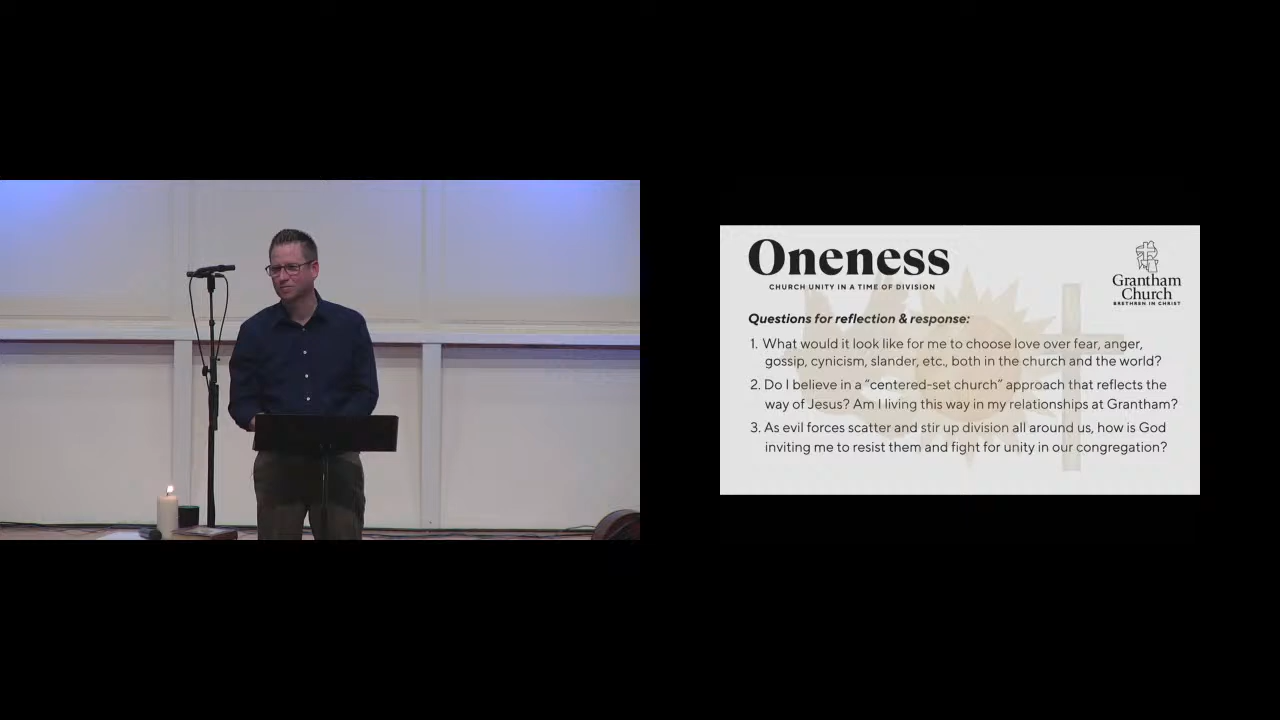 Oneness
CHURCH UNITY IN A TIME OF DIVISION
Grantham
Church
BRETHREN IN CHRIST
Questions for reflection & response:
1. What would it look like for me to choose love over fear, anger,
gossip, cynicism, slander, etc., both in the church and the world?
2. Do I believe in a "centered-set church" approach that reflects the
way of Jesus? Am I living this way in my relationships at Grantham?
3. As evil forces scatter and stir up division all around us, how is God
inviting me to resist them and fight for unity in our congregation?